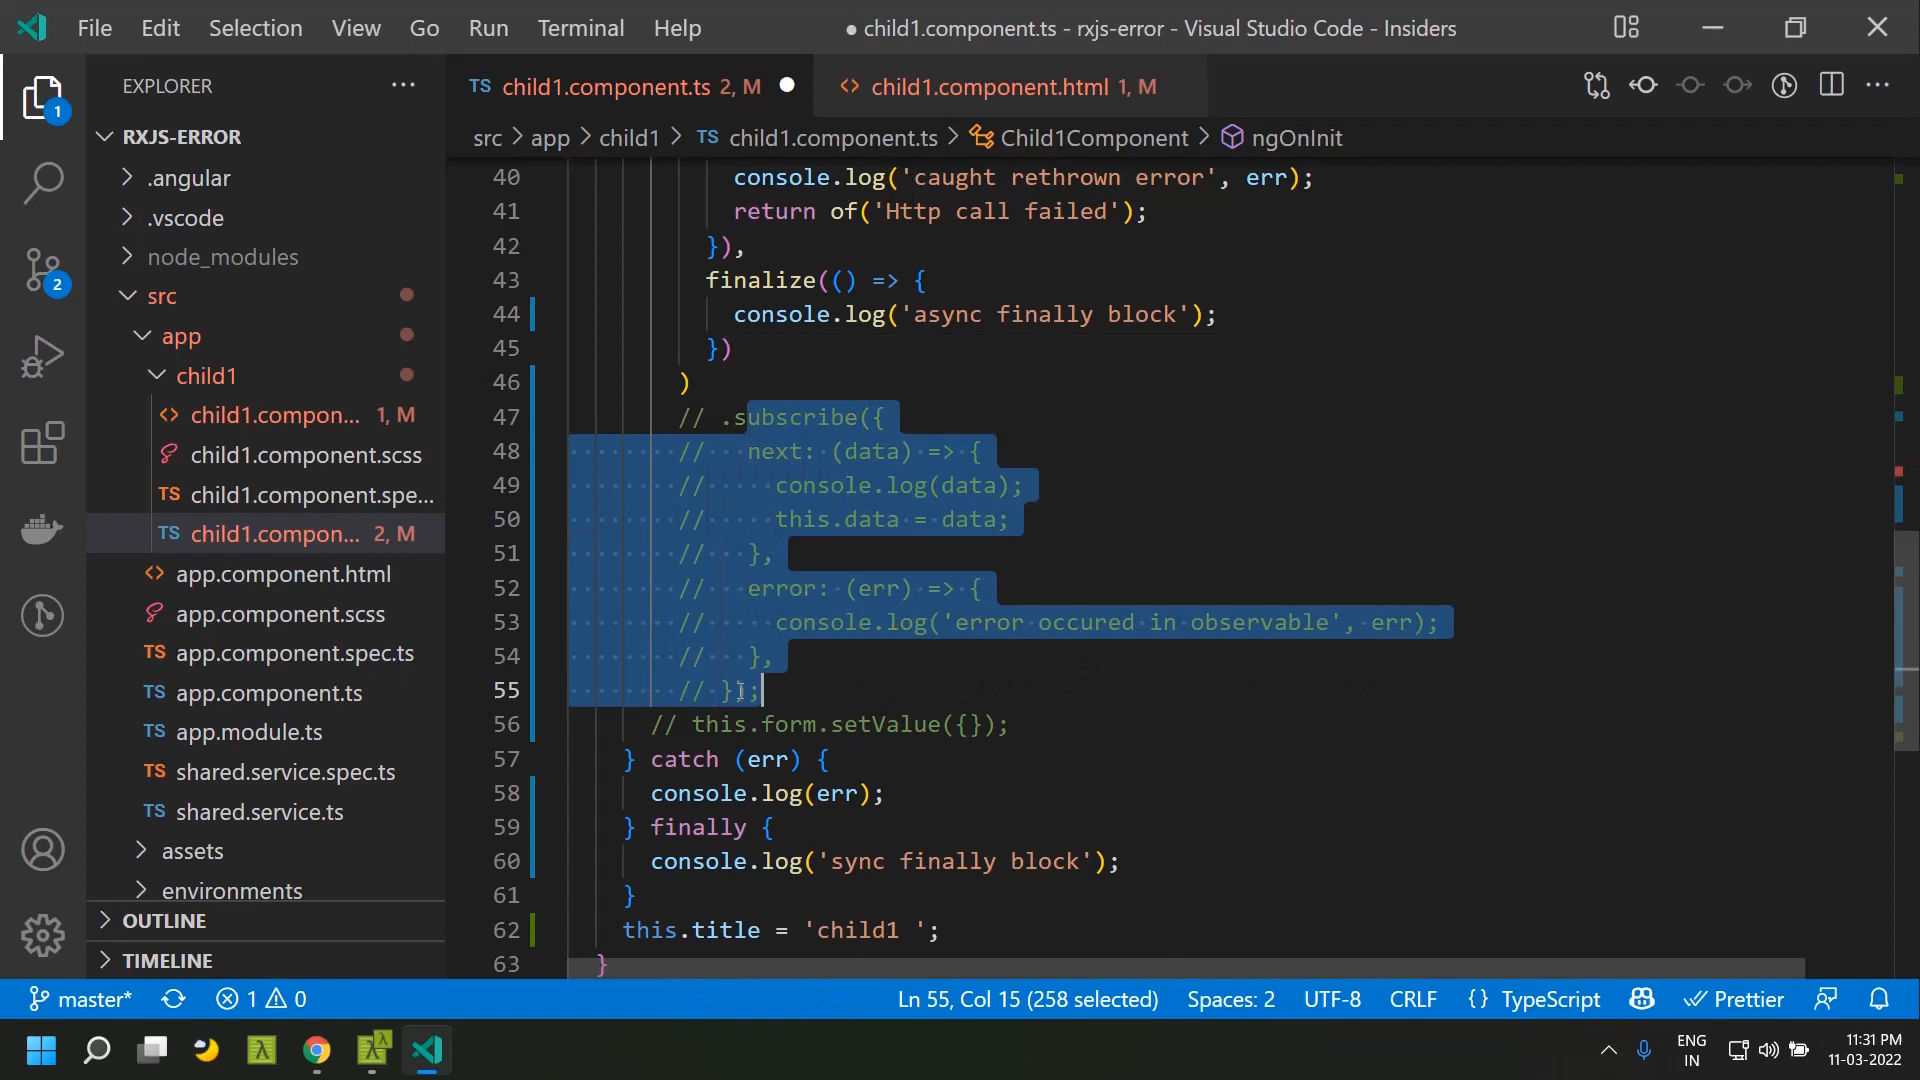 File Edit Selection View Go Run Terminal Help
● child1.component.ts - rxjs-error - Visual Studio Code - Insiders
EXPLORER
RXJS-ERROR
.angular
.vscode
node_modules
src
app
child1
child1.compon... 1, M
child1.component.scss
child1.component.spe...
child1.compon... 2, M
app.component.html
app.component.scss
app.component.spec.ts
app.component.ts
app.module.ts
shared.service.spec.ts
shared.service.ts
assets
environments
OUTLINE
TIMELINE
1
2
TS child1.component.ts 2, M
child1.component.html 1, M
src > app > child1 > TS child1.component.ts > Child1Component > ngOnInit
40 console.log('caught rethrown error', err);
41 return of('Http call failed');
42 }),
43 finalize(() => {
44 console.log('async finally block');
45 })
46 )
47 // .subscribe({
48 // next: (data) => {
49 // console.log(data);
50 // this.data = data;
51 // },
52 // error: (err) => {
53 // console.log('error occured in observable', err);
54 // },
55 // });
56 // this.form.setValue({});
57 } catch (err) {
58 console.log(err);
59 } finally {
60 console.log('sync finally block');
61 }
62 this.title = 'child1 ';
63 }
master* 1 0 Ln 55, Col 15 (258 selected) Spaces: 2 UTF-8 CRLF {} TypeScript Prettier
ENG
IN
11:31 PM
11-03-2022